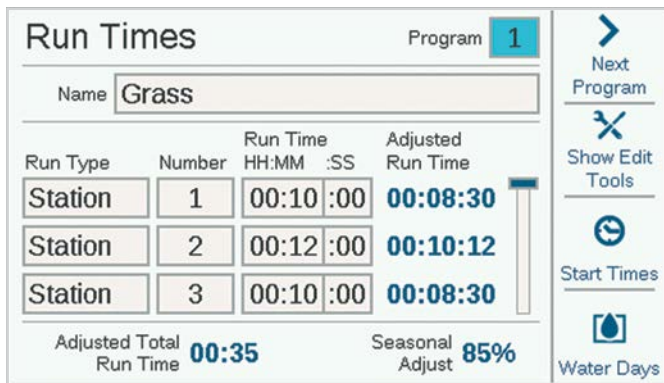 Run Times
Program 1
Name Grass
Run Type Number Run Time HH:MM :SS Adjusted Run Time
Station 1 00:10 :00 00:08:30
Station 2 00:12 :00 00:10:12
Station 3 00:10 :00 00:08:30
Adjusted Total Run Time 00:35
Seasonal Adjust 85%
Next
Program
Show Edit
Tools
Start Times
Water Days